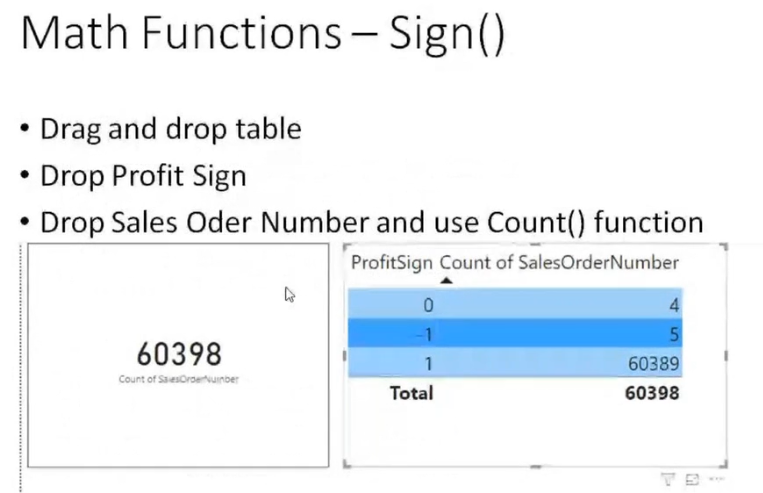 Math Functions – Sign()
• Drag and drop table
• Drop Profit Sign
• Drop Sales Oder Number and use Count() function
60398
Count of SalesOrderNumber
ProfitSign Count of SalesOrderNumber
0 4
-1 5
1 60389
Total 60398